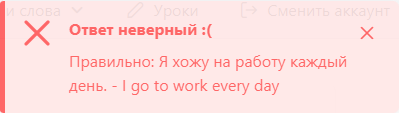 и слова Уроки Сменить аккаунт
Ответ неверный :(
Правильно: Я хожу на работу каждый
день. - I go to work every day